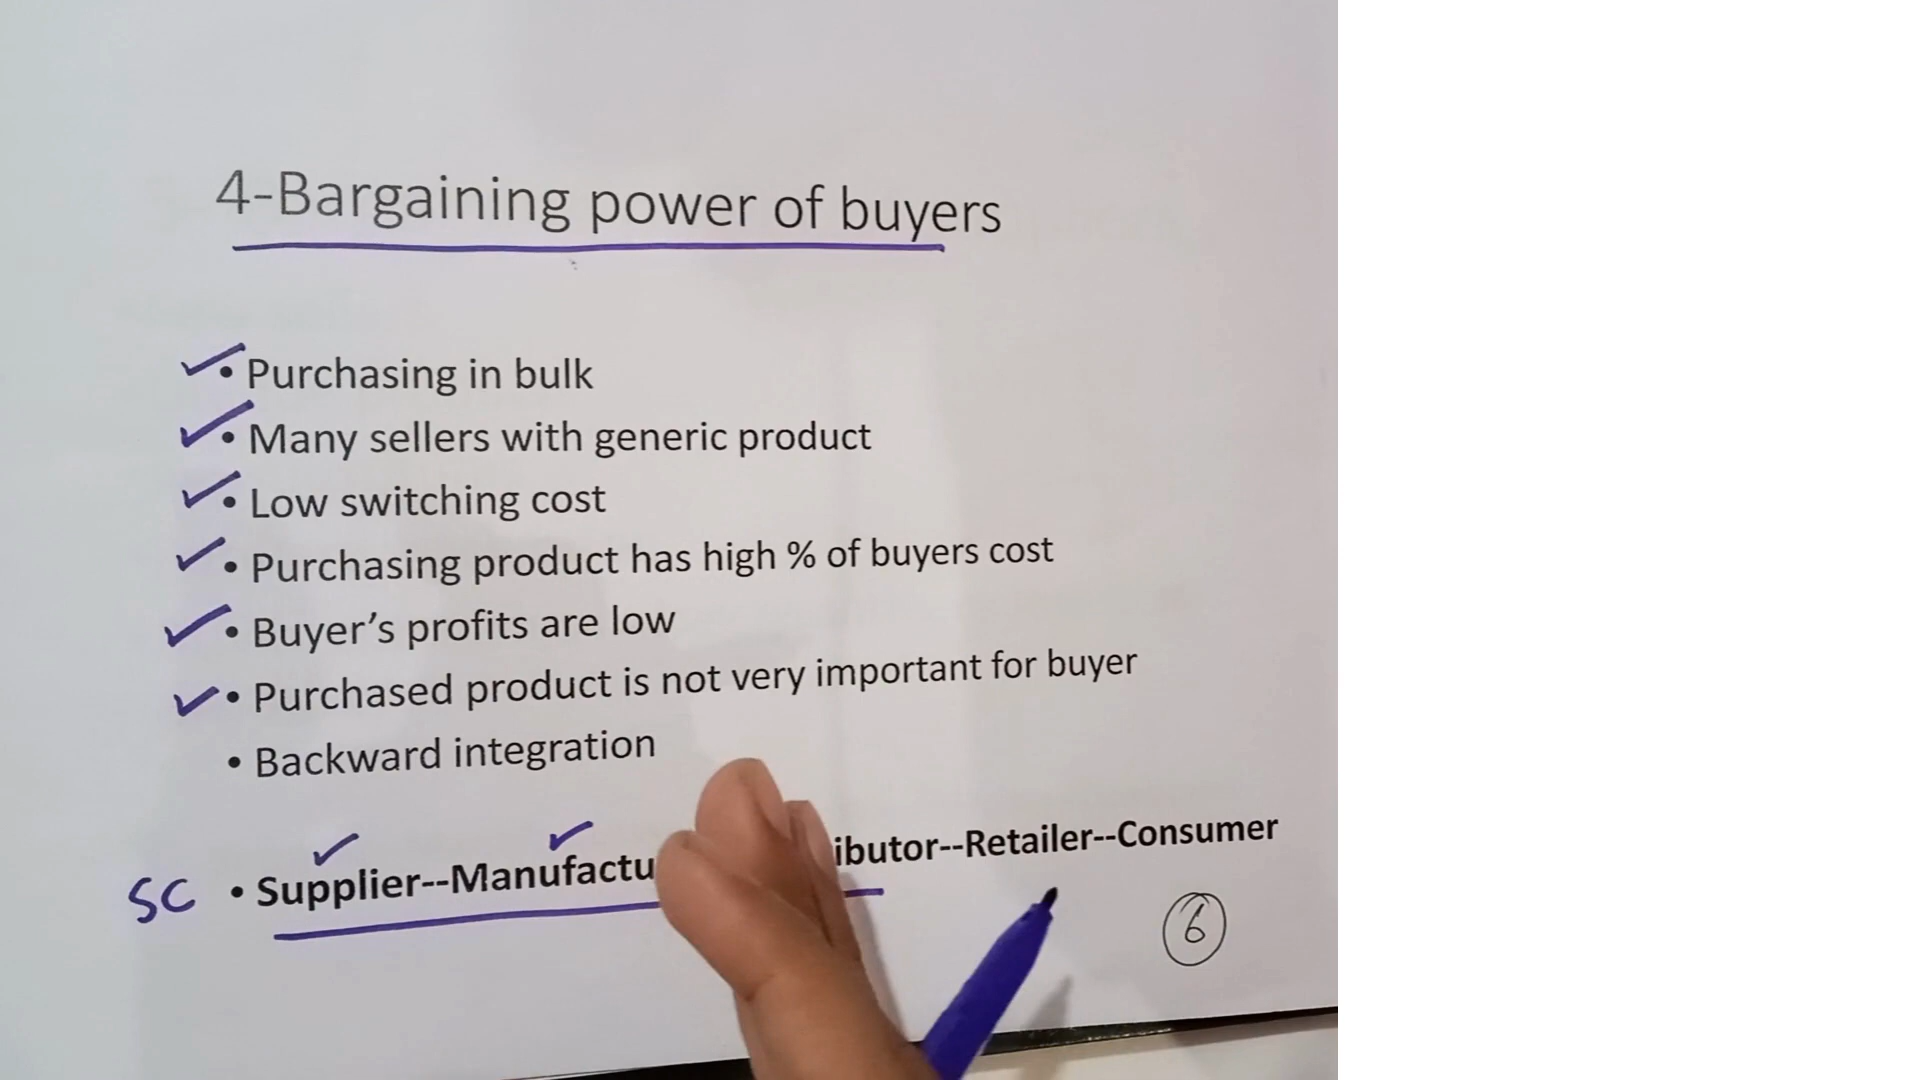 4-Bargaining power of buyers
• Purchasing in bulk
• Many sellers with generic product
• Low switching cost
• Purchasing product has high % of buyers cost
• Buyer’s profits are low
• Purchased product is not very important for buyer
• Backward integration
SC • Supplier--Manufactu ibutor--Retailer--Consumer
6